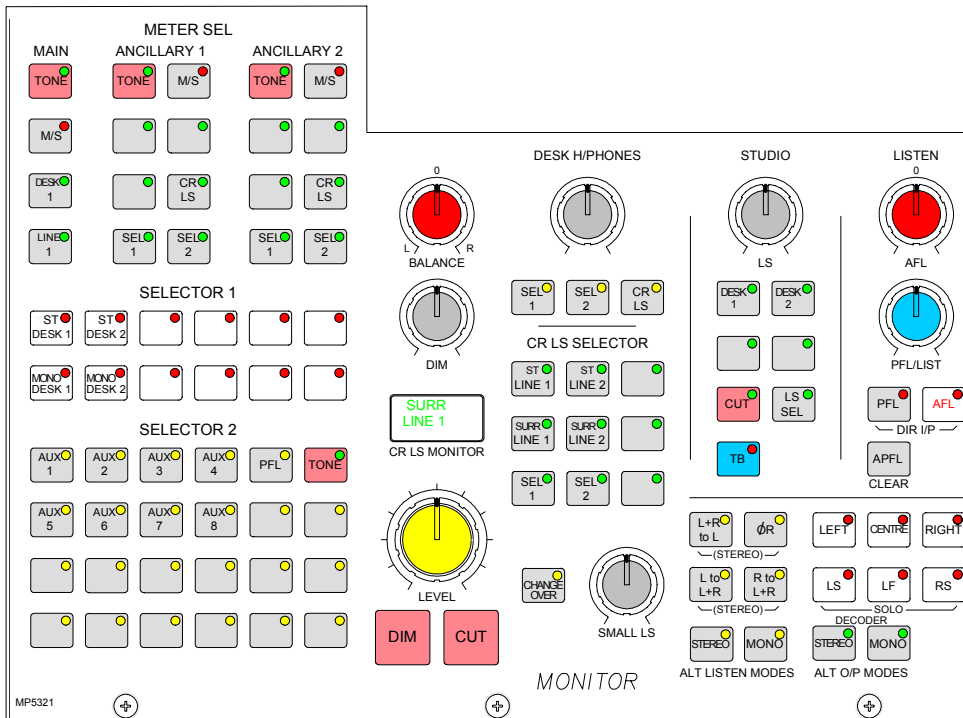 METER SEL
MAIN ANCILLARY 1 ANCILLARY 2
TONE TONE M/S TONE M/S
M/S
DESK 1 CR LS CR LS
LINE 1 SEL 1 SEL 2 SEL 1 SEL 2
SELECTOR 1
ST DESK 1 ST DESK 2
MONO DESK 1 MONO DESK 2
SELECTOR 2
AUX 1 AUX 2 AUX 3 AUX 4 PFL TONE
AUX 5 AUX 6 AUX 7 AUX 8
MP5321
0
L R
BALANCE
DIM
SURR
LINE 1
CR LS MONITOR
LEVEL
DIM CUT
DESK H/PHONES
SEL 1 SEL 2 CR LS
CR LS SELECTOR
ST LINE 1 ST LINE 2
SURR LINE 1 SURR LINE 2
SEL 1 SEL 2
CHANGE OVER
SMALL LS
MONITOR
STUDIO
LS
DESK 1 DESK 2
CUT LS SEL
TB
LISTEN
0
AFL
PFL/LIST
PFL AFL
DIR I/P
APFL
CLEAR
L+R to L ØR
(STEREO)
L to L+R R to L+R
(STEREO)
STEREO MONO
ALT LISTEN MODES
LEFT CENTRE RIGHT
LS LF RS
SOLO
DECODER
STEREO MONO
ALT O/P MODES